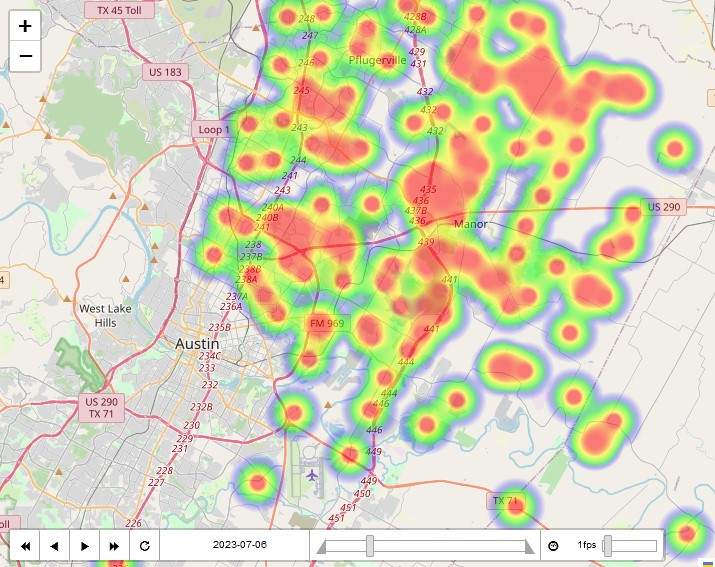 TX 45 Toll
248
428B
428A
247
+
Pflugerville
429
246
431
US 183
−
245
432
432
Loop 1
243
432
244
241
243
435
436
240A
437B
US 290
240B
436
241
Manor
238
439
237B
238B
238A
441
237A
236A
West Lake
Hills
FM 969
235B
441
Austin
234C
233
444
232
444
446
US 290
TX 71
232B
230
446
229
231
449
228
449
227
450
TX 71
451
226
451
2023-07-06
1fps